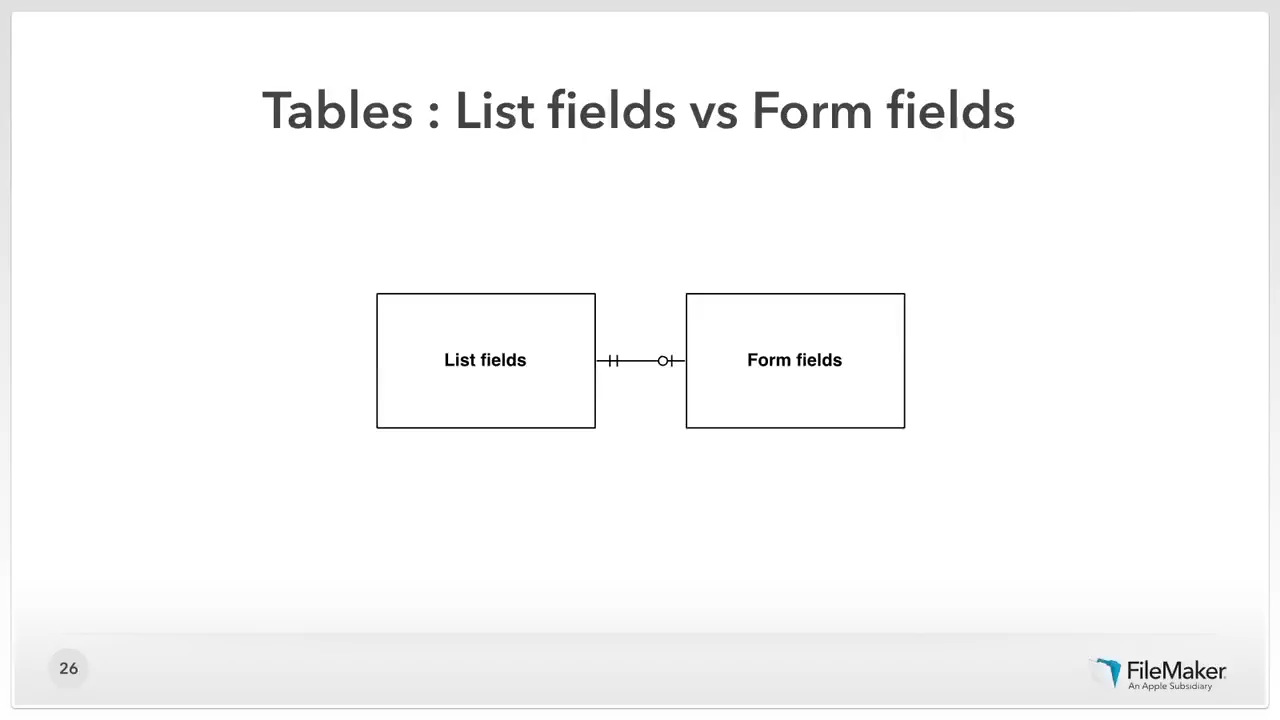 Tables : List fields vs Form fields
List fields
Form fields
26
FileMaker
An Apple Subsidiary